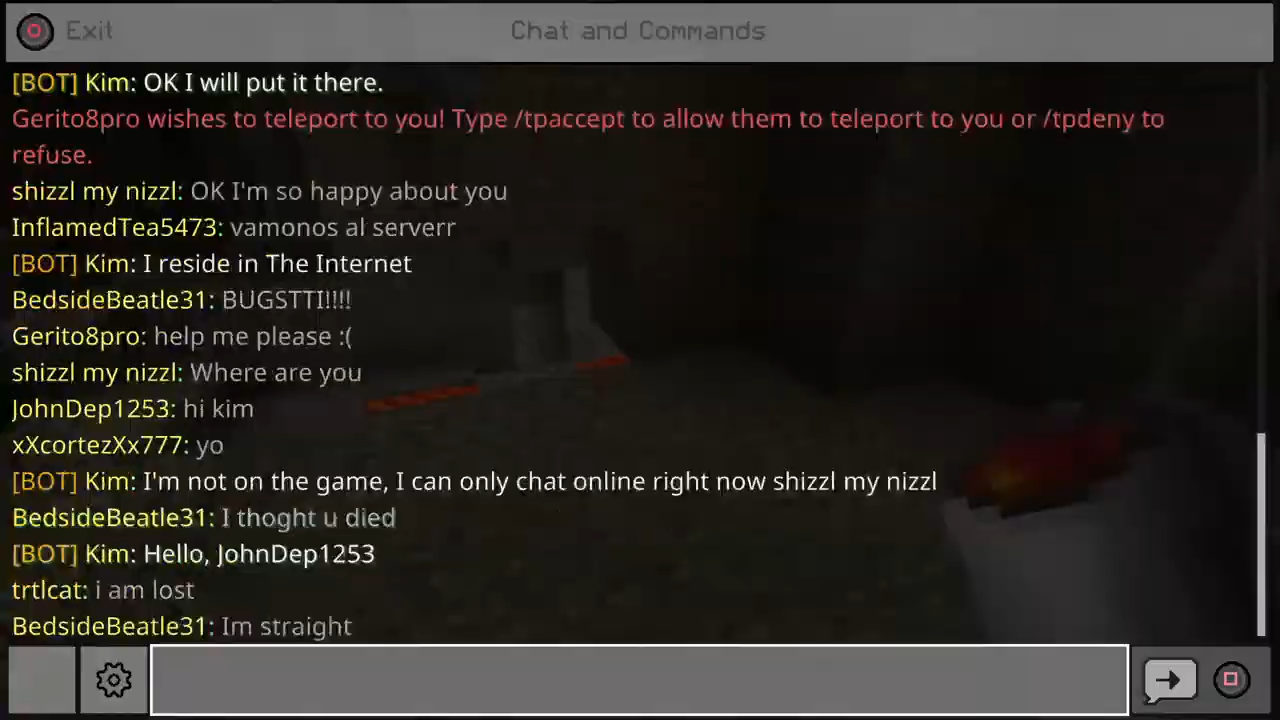 Exit
Chat and Commands
[BOT] Kim: OK I will put it there.
Gerito8pro wishes to teleport to you! Type /tpaccept to allow them to teleport to you or /tpdeny to
refuse.
shizzl my nizzl: OK I'm so happy about you
InflamedTea5473: vamonos al serverr
[BOT] Kim: I reside in The Internet
BedsideBeatle31: BUGSTTI!!!!
Gerito8pro: help me please :(
shizzl my nizzl: Where are you
JohnDep1253: hi kim
xXcortezXx777: yo
[BOT] Kim: I'm not on the game, I can only chat online right now shizzl my nizzl
BedsideBeatle31: I thoght u died
[BOT] Kim: Hello, JohnDep1253
trtlcat: i am lost
BedsideBeatle31: Im straight